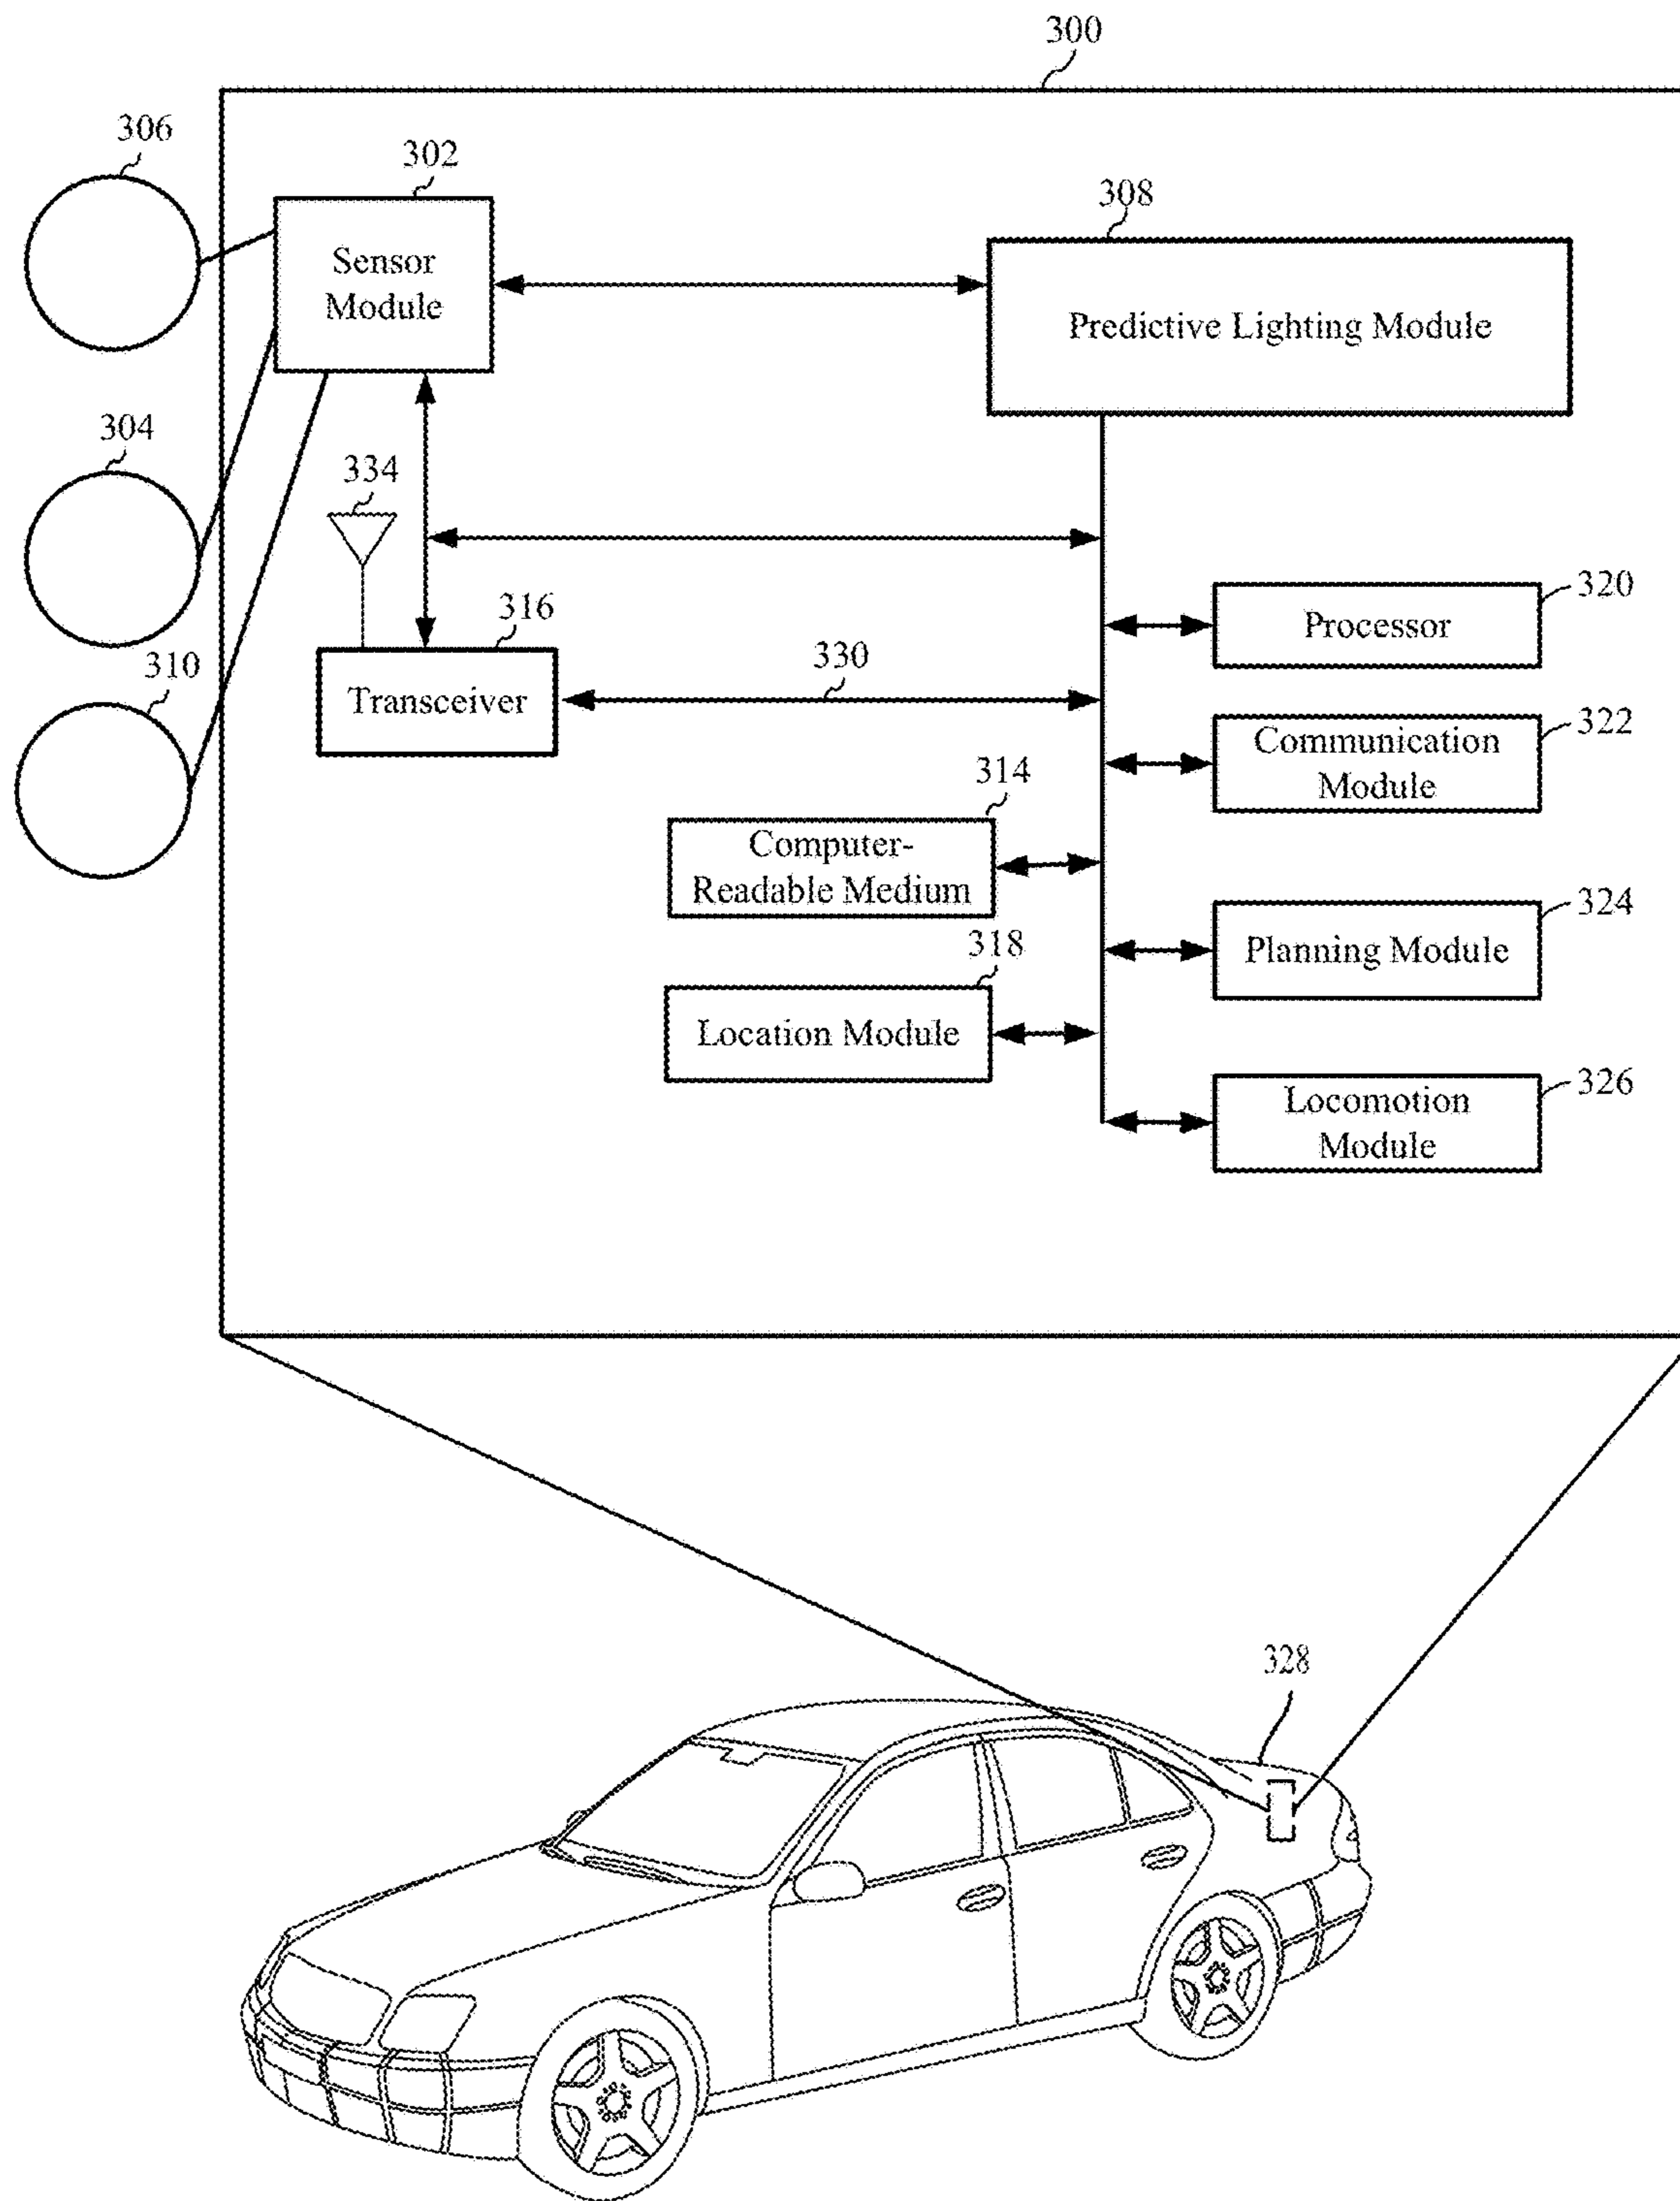 300
306
302
308
Sensor
Module
Predictive Lighting Module
304
334
316
320
Processor
310
330
Transceiver
322
Communication
Module
314
Computer-
Readable Medium
324
Planning Module
318
Location Module
326
Locomotion
Module
328